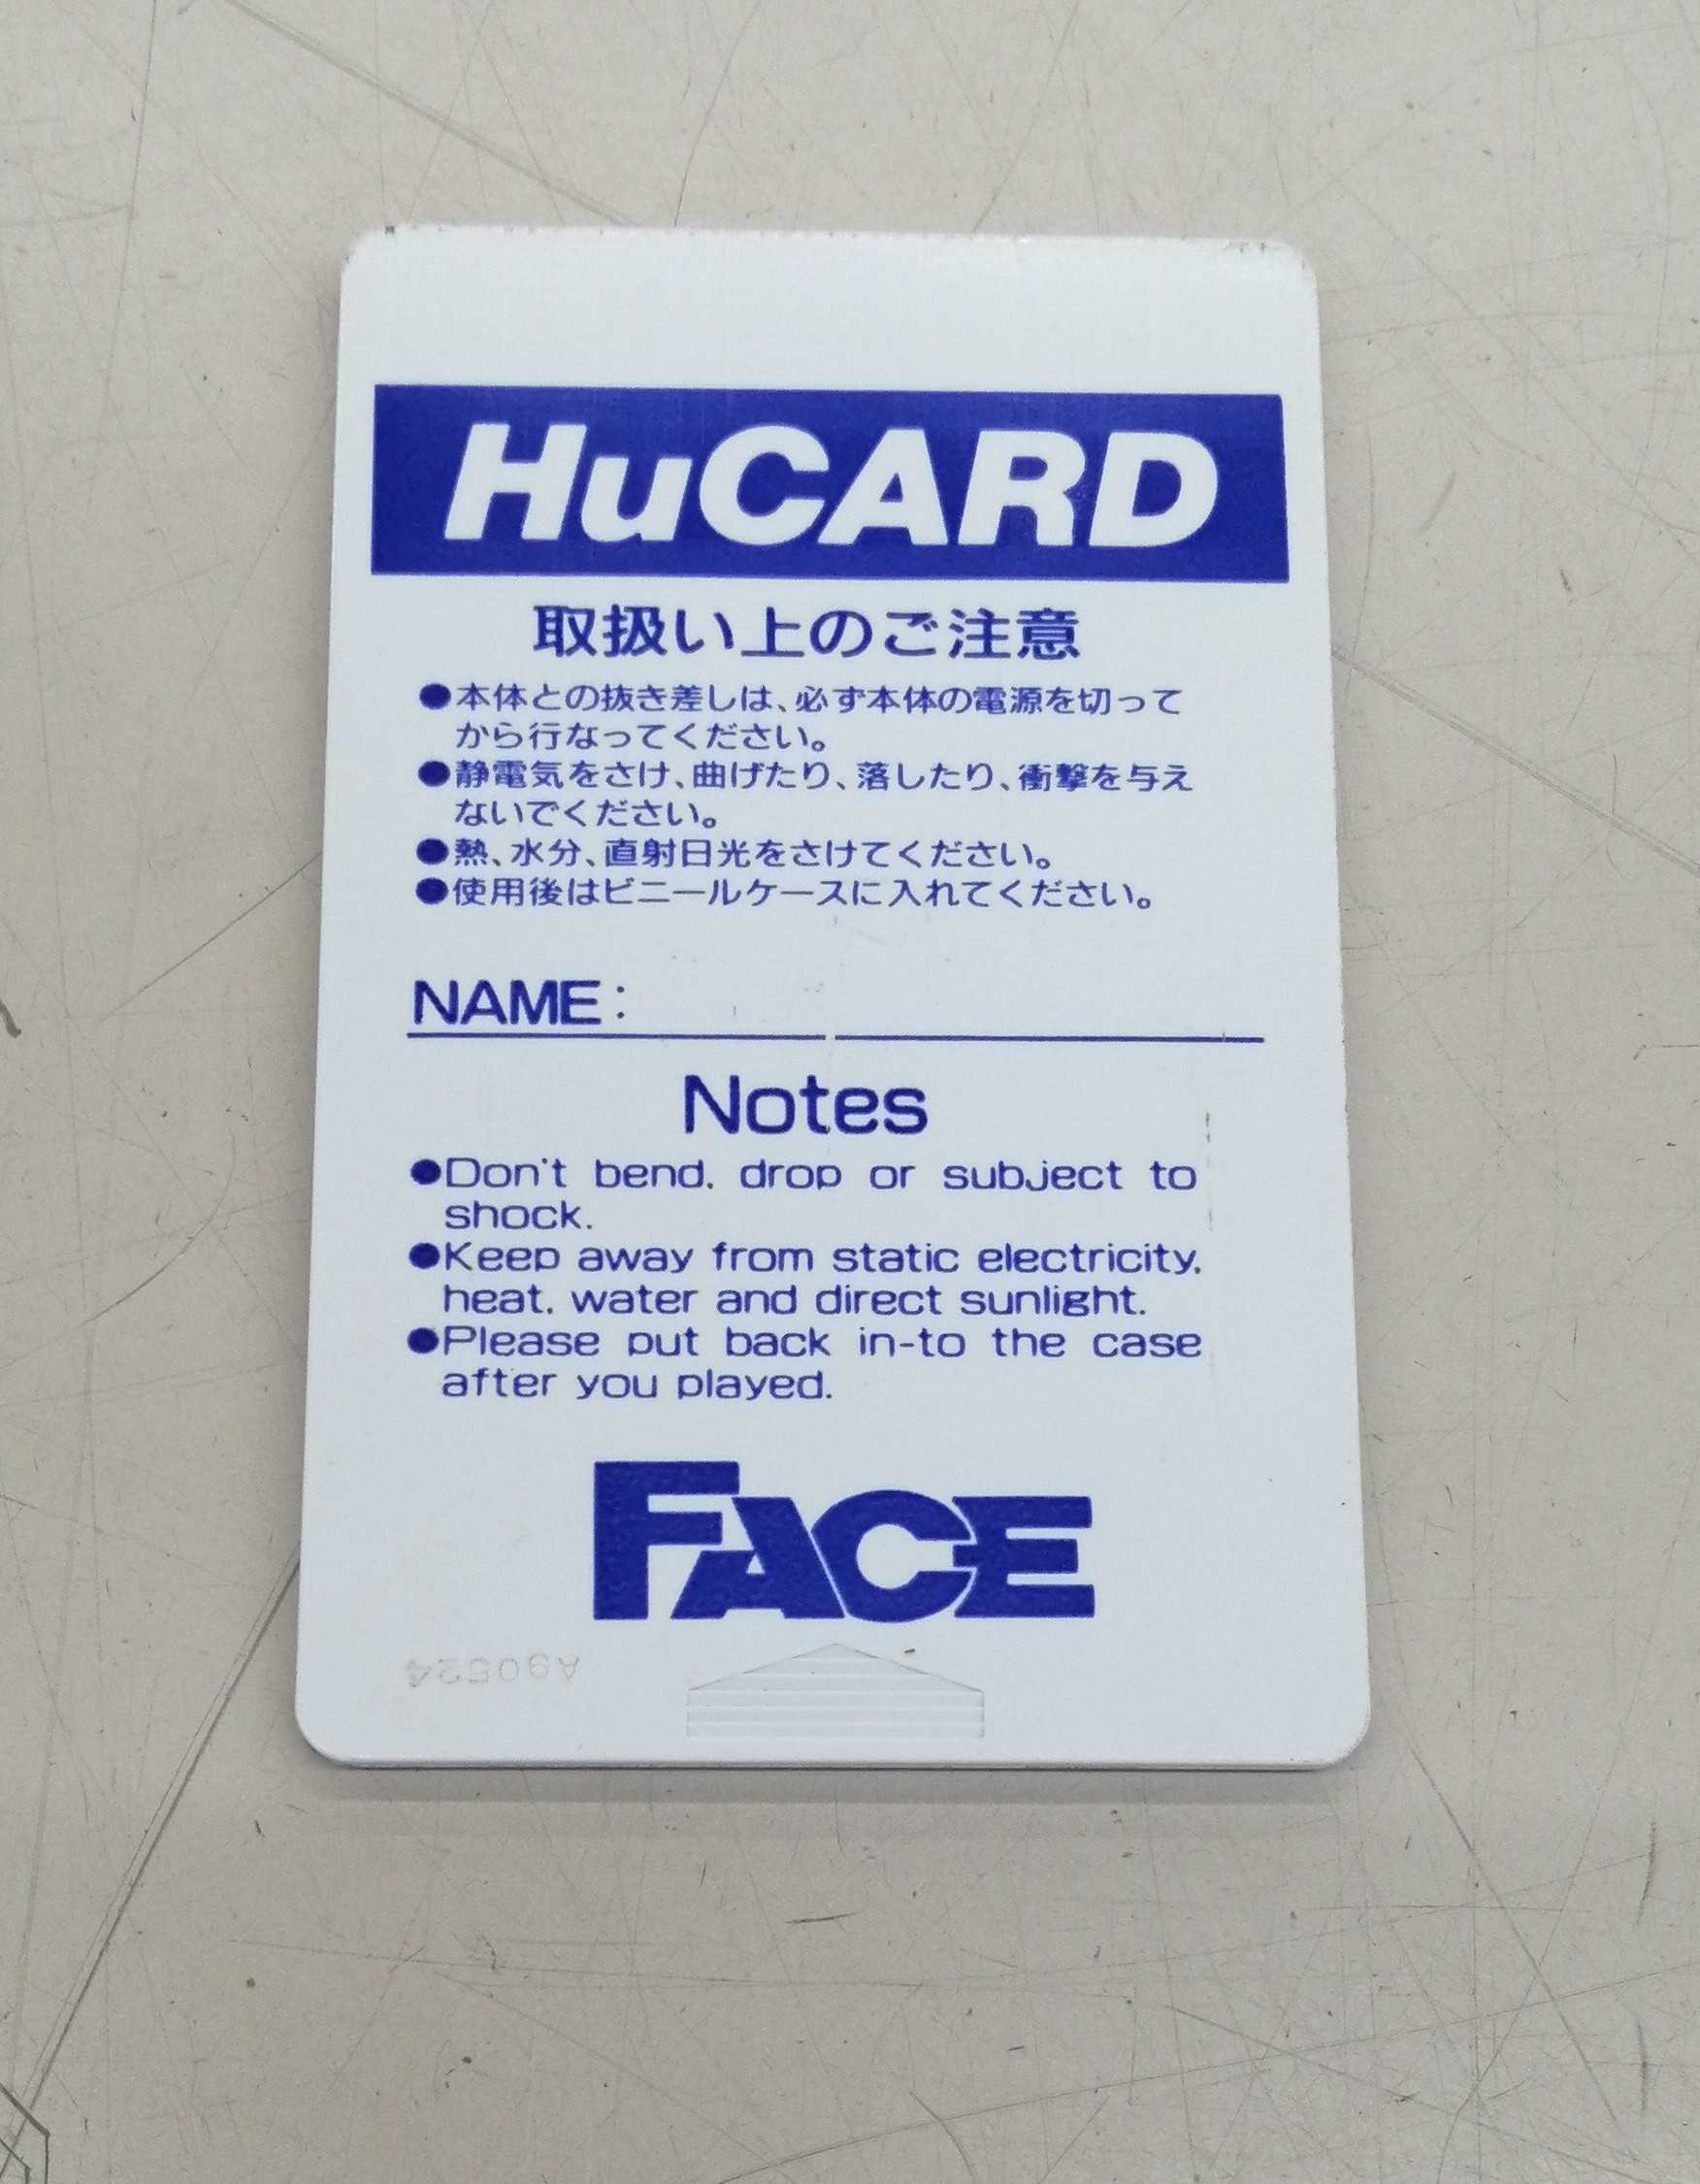 HuCARD
取扱い上のご注意
●本体との抜き差しは、必ず本体の電源を切って
から行なってください。
●静電気をさけ、曲げたり、落したり、衝撃を与え
ないでください。
●熱、水分、直射日光をさけてください。
●使用後はビニールケースに入れてください。
NAME:
Notes
●Don't bend, drop or subject to
shock.
●Keep away from static electricity,
heat, water and direct sunlight.
●Please put back in-to the case
after you played.
FACE
A90524